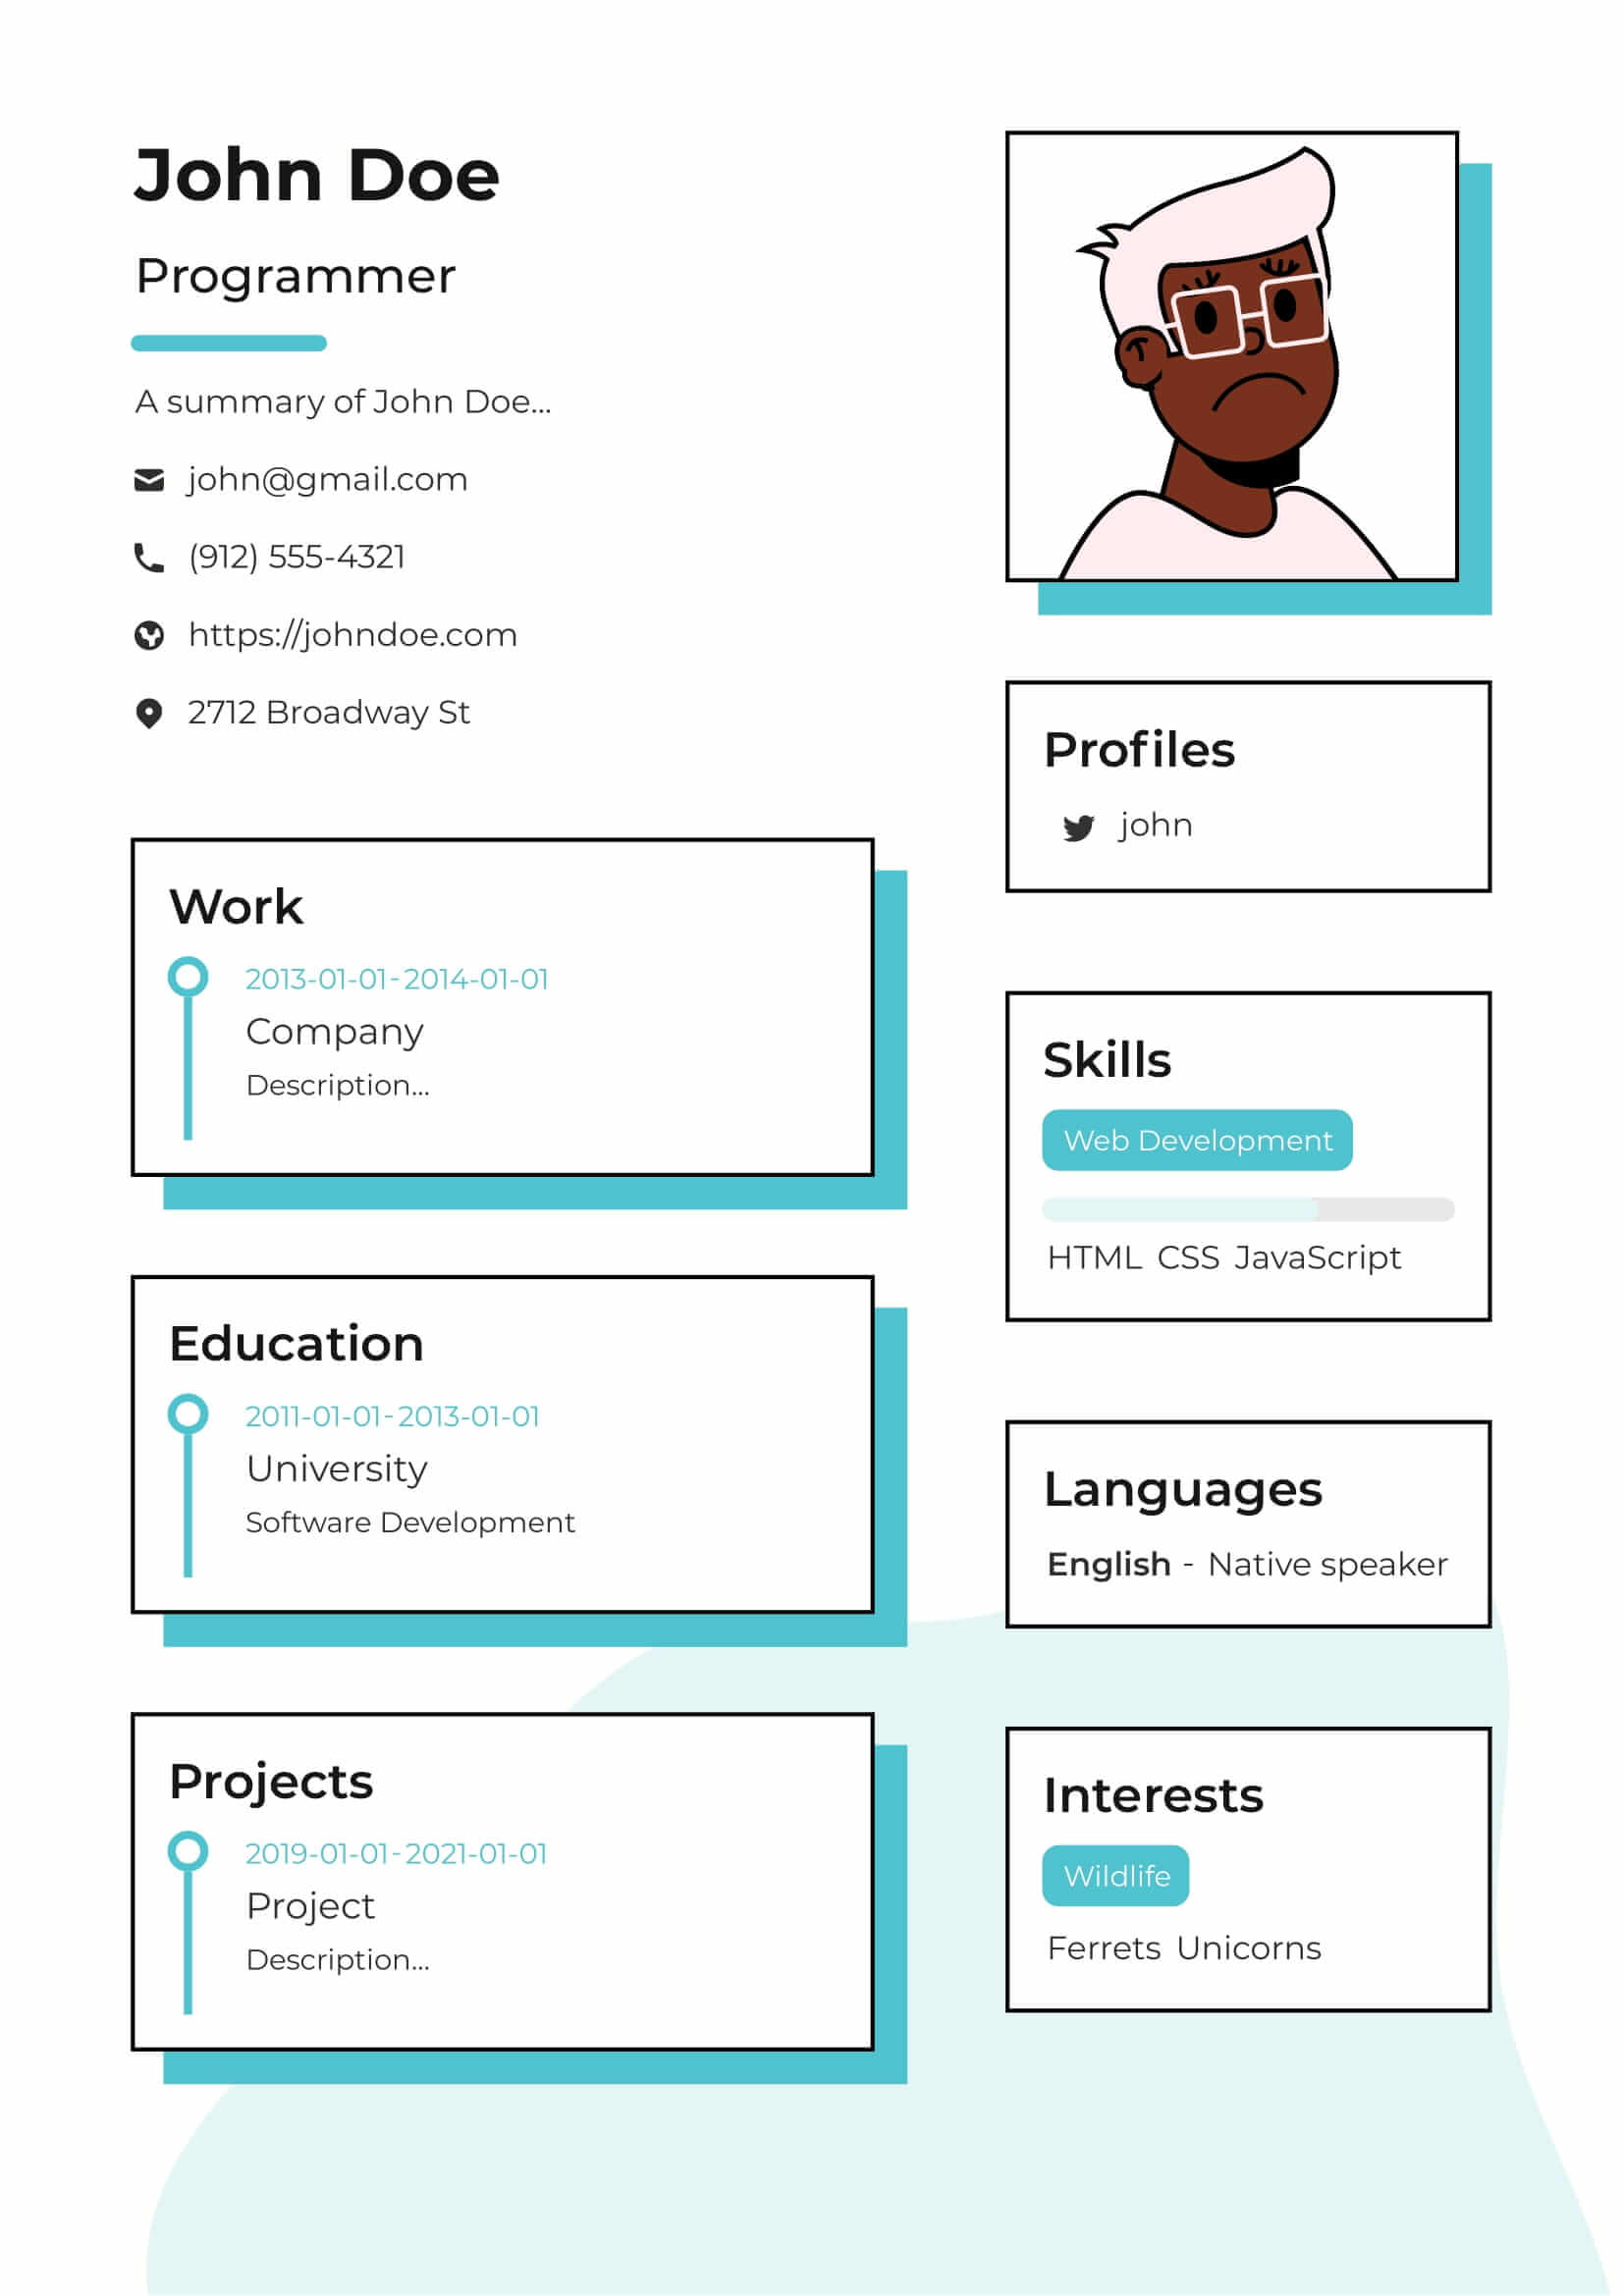 John Doe
Programmer
A summary of John Doe...
john@gmail.com
(912) 555-4321
https://johndoe.com
2712 Broadway St
Work
2013-01-01-2014-01-01
Company
Description...
Education
2011-01-01-2013-01-01
University
Software Development
Projects
2019-01-01-2021-01-01
Project
Description...
Profiles
john
Skills
Web Development
HTML CSS JavaScript
Languages
English - Native speaker
Interests
Wildlife
Ferrets Unicorns